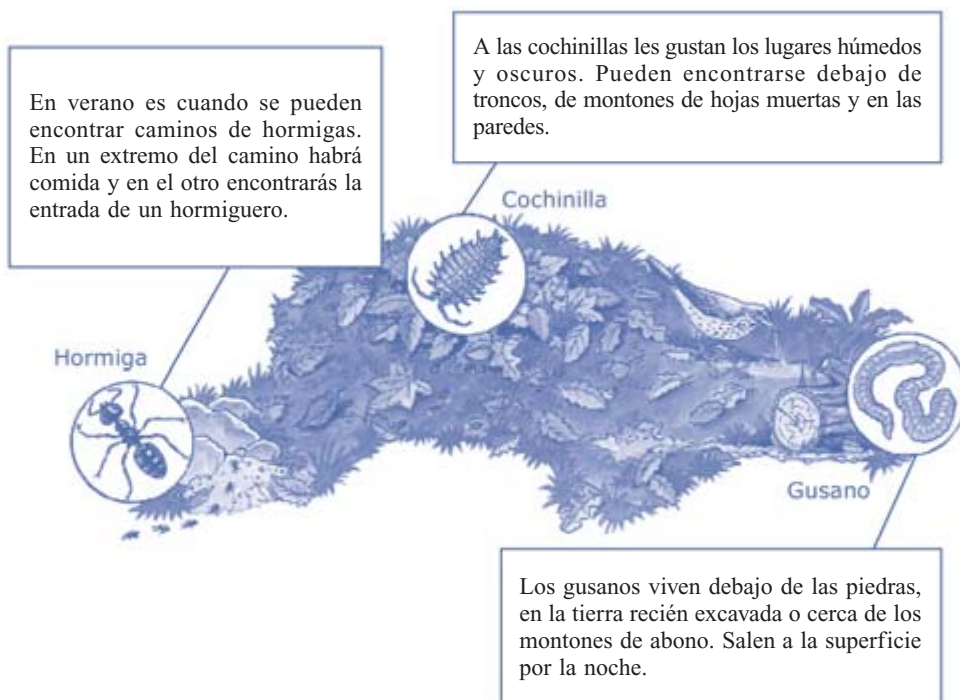 A las cochinillas les gustan los lugares húmedos
y oscuros. Pueden encontrarse debajo de
troncos, de montones de hojas muertas y en las
paredes.
En verano es cuando se pueden
encontrar caminos de hormigas.
En un extremo del camino habrá
comida y en el otro encontrarás la
entrada de un hormiguero.
Cochinilla
Hormiga
Gusano
Los gusanos viven debajo de las piedras,
en la tierra recién excavada o cerca de los
montones de abono. Salen a la superficie
por la noche.